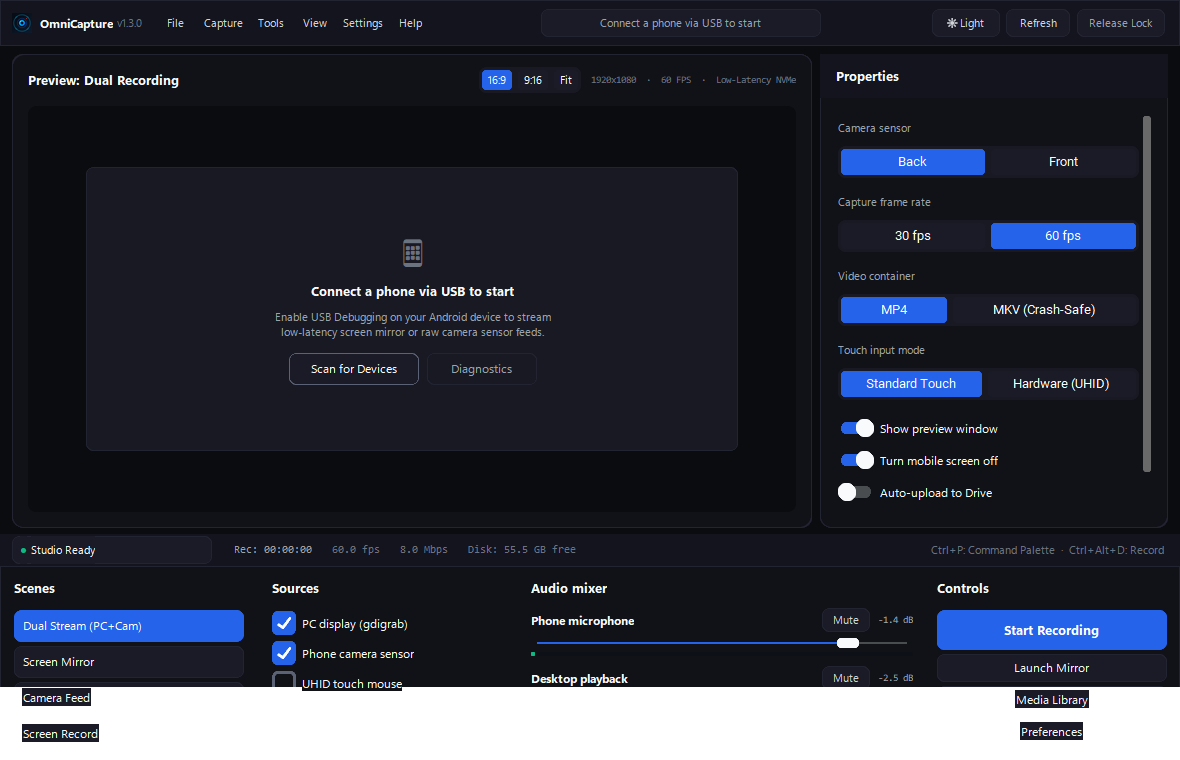 OmniCapture v1.3.0 File Capture Tools View Settings Help Connect a phone via USB to start Light Refresh Release Lock
Preview: Dual Recording 16:9 9:16 Fit 1920x1080 · 60 FPS · Low-Latency NVMe
Connect a phone via USB to start
Enable USB Debugging on your Android device to stream
low-latency screen mirror or raw camera sensor feeds.
Scan for Devices Diagnostics
Properties
Camera sensor
Back Front
Capture frame rate
30 fps 60 fps
Video container
MP4 MKV (Crash-Safe)
Touch input mode
Standard Touch Hardware (UHID)
Show preview window
Turn mobile screen off
Auto-upload to Drive
Studio Ready Rec: 00:00:00 60.0 fps 8.0 Mbps Disk: 55.5 GB free Ctrl+P: Command Palette · Ctrl+Alt+D: Record
Scenes
Dual Stream (PC+Cam)
Screen Mirror
Camera Feed
Screen Record
Sources
PC display (gdigrab)
Phone camera sensor
UHID touch mouse
Audio mixer
Phone microphone Mute -1.4 dB
Desktop playback Mute -2.5 dB
Controls
Start Recording
Launch Mirror
Media Library
Preferences